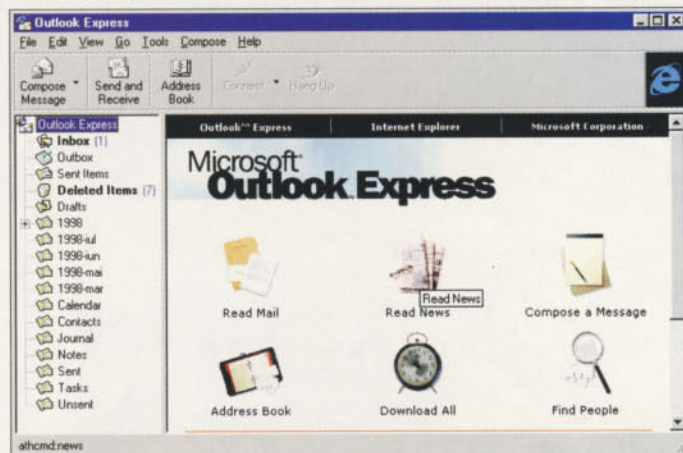 Outlook Express
File Edit View Go Tools Compose Help
Compose Message
Send and Receive
Address Book
Connect
Hang Up
Outlook Express
Inbox (1)
Outbox
Sent Items
Deleted Items (7)
Drafts
1998
1998-iul
1998-iun
1998-mai
1998-mar
Calendar
Contacts
Journal
Notes
Sent
Tasks
Unsent
Outlook™ Express Internet Explorer Microsoft Corporation
Microsoft®
Outlook Express
Read Mail
Read News
Read News
Compose a Message
Address Book
Download All
Find People
athcmd:news